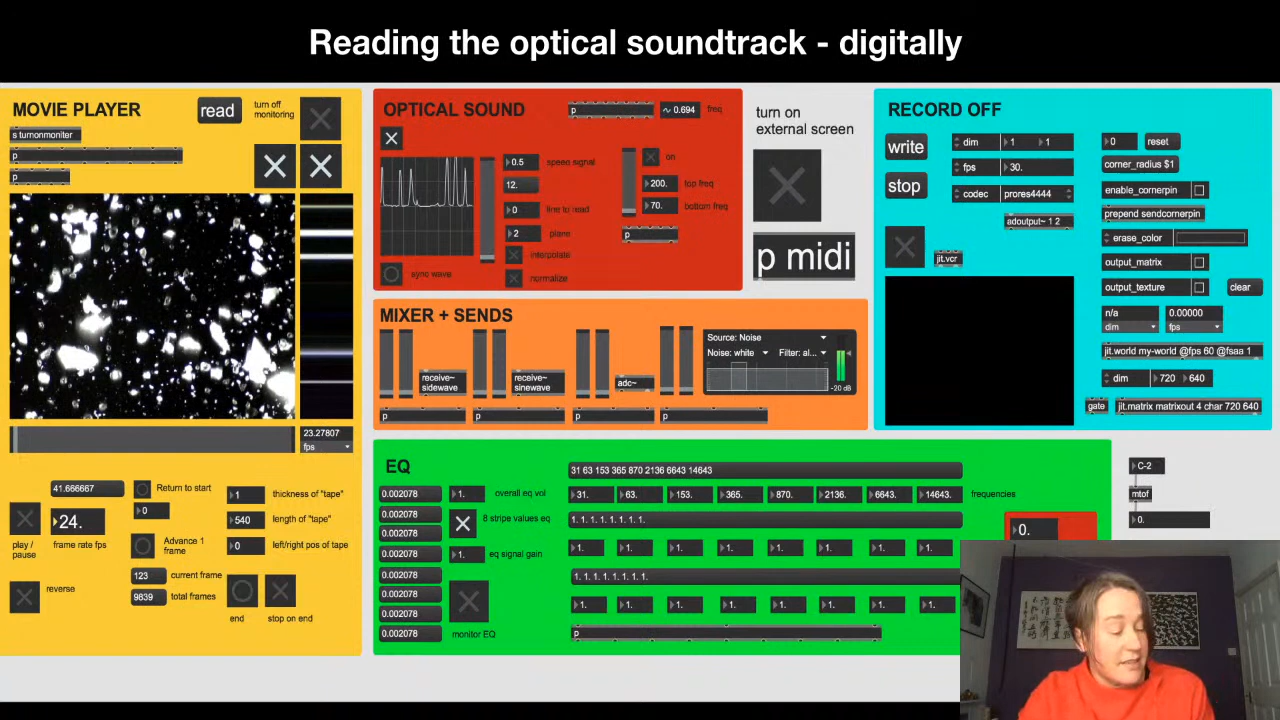 Reading the optical soundtrack - digitally
MOVIE PLAYER
read
turn off
monitoring
s turnonmoniter
p
p
23.27807
fps
41.666667
Return to start
0
1
thickness of "tape"
24.
540
length of "tape"
play /
pause
frame rate fps
Advance 1
frame
0
left/right pos of tape
123
current frame
reverse
9839
total frames
end
stop on end
OPTICAL SOUND
p
0.694
freq
0.5
speed signal
on
12.
200.
top freq
0
line to read
70.
bottom freq
2
plane
p
interpolate
sync wave
normalize
turn on
external screen
p midi
MIXER + SENDS
receive~
sidewave
receive~
sinewave
adc~
Source: Noise
Noise: white
Filter: al...
-20 dB
p
p
p
p
RECORD OFF
write
dim
1
1
0
reset
fps
30.
corner_radius $1
stop
codec
prores4444
enable_cornerpin
adoutput~ 1 2
prepend sendcornerpin
erase_color
jit.vcr
output_matrix
output_texture
clear
n/a
0.00000
dim
fps
jit.world my-world @fps 60 @fsaa 1
dim
720
640
gate
jit.matrix matrixout 4 char 720 640
EQ
31 63 153 365 870 2136 6643 14643
0.002078
1.
overall eq vol
31.
63.
153.
365.
870.
2136.
6643.
14643.
frequencies
0.002078
8 stripe values eq
1. 1. 1. 1. 1. 1. 1. 1.
0.002078
0.002078
1.
eq signal gain
1.
1.
1.
1.
1.
1.
1.
1.
0.002078
1. 1. 1. 1. 1. 1. 1. 1.
0.002078
1.
1.
1.
1.
1.
1.
1.
1.
0.002078
0.002078
monitor EQ
p
0.
C-2
mtof
0.